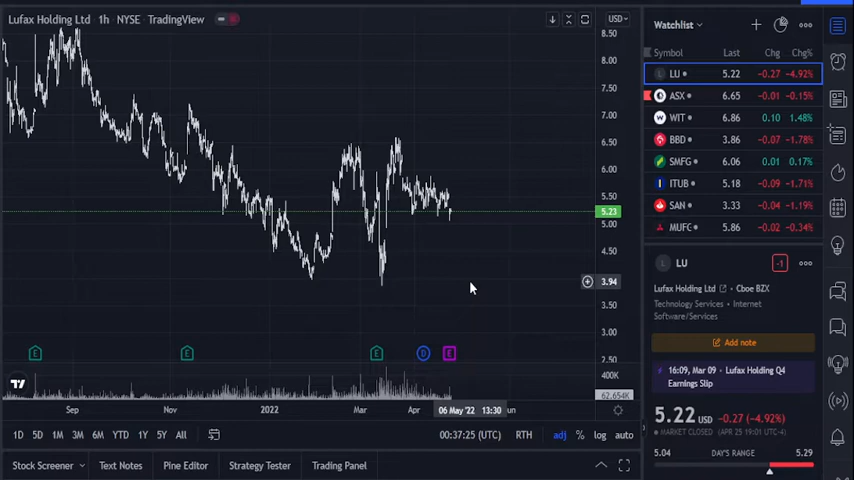 Lufax Holding Ltd 1h NYSE TradingView
USD
8.50
8.00
7.50
7.00
6.50
6.00
5.50
5.23
5.00
4.50
3.94
3.50
3.00
2.50
400K
62.654K
E E E D E
Sep Nov 2022 Mar Apr 06 May '22 13:30 un
1D 5D 1M 3M 6M YTD 1Y 5Y All
00:37:25 (UTC) RTH adj % log auto
Stock Screener Text Notes Pine Editor Strategy Tester Trading Panel
Watchlist
Symbol Last Chg Chg%
LU 5.22 -0.27 -4.92%
ASX 6.65 -0.01 -0.15%
WIT 6.86 0.10 1.48%
BBD 3.86 -0.07 -1.78%
SMFG 6.06 0.01 0.17%
ITUB 5.18 -0.09 -1.71%
SAN 3.33 -0.04 -1.19%
MUFC 5.86 -0.02 -0.34%
L LU -1
Lufax Holding Ltd • Cboe BZX
Technology Services • Internet
Software/Services
Add note
16:09, Mar 09 • Lufax Holding Q4
Earnings Slip
5.22 USD -0.27 (-4.92%)
MARKET CLOSED (APR 25 19:01 UTC-4)
5.04 DAY'S RANGE 5.29